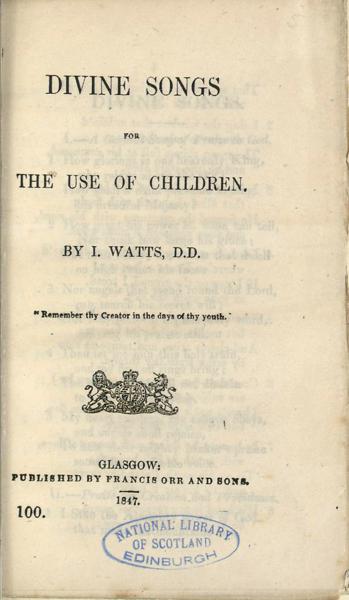 DIVINE SONGS
FOR
THE USE OF CHILDREN.
BY I. WATTS, D.D.
"Remember thy Creator in the days of thy youth."
GLASGOW:
PUBLISHED BY FRANCIS ORR AND SONS.
1847.
100.
NATIONAL LIBRARY
OF SCOTLAND
EDINBURGH